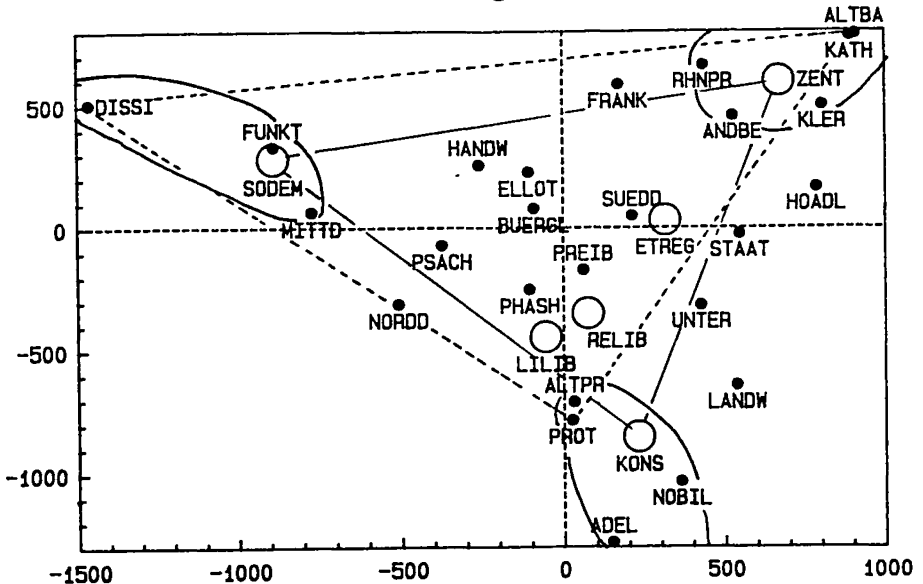 ALTBA
KATH
RHNPR
ZENT
500
DISSI
FRANK
ANDBE
KLER
FUNKT
HANDW
SODEM
ELLOT
SUEDD
HOADL
MITTD
BUERGL
0
ETREG
STAAT
PSACH
PREIB
PHASH
NORDD
RELIB
UNTER
-500
LILIB
ALTPR
LANDW
PROT
KONS
-1000
NOBIL
ADEL
-1500
-1000
-500
0
500
1000